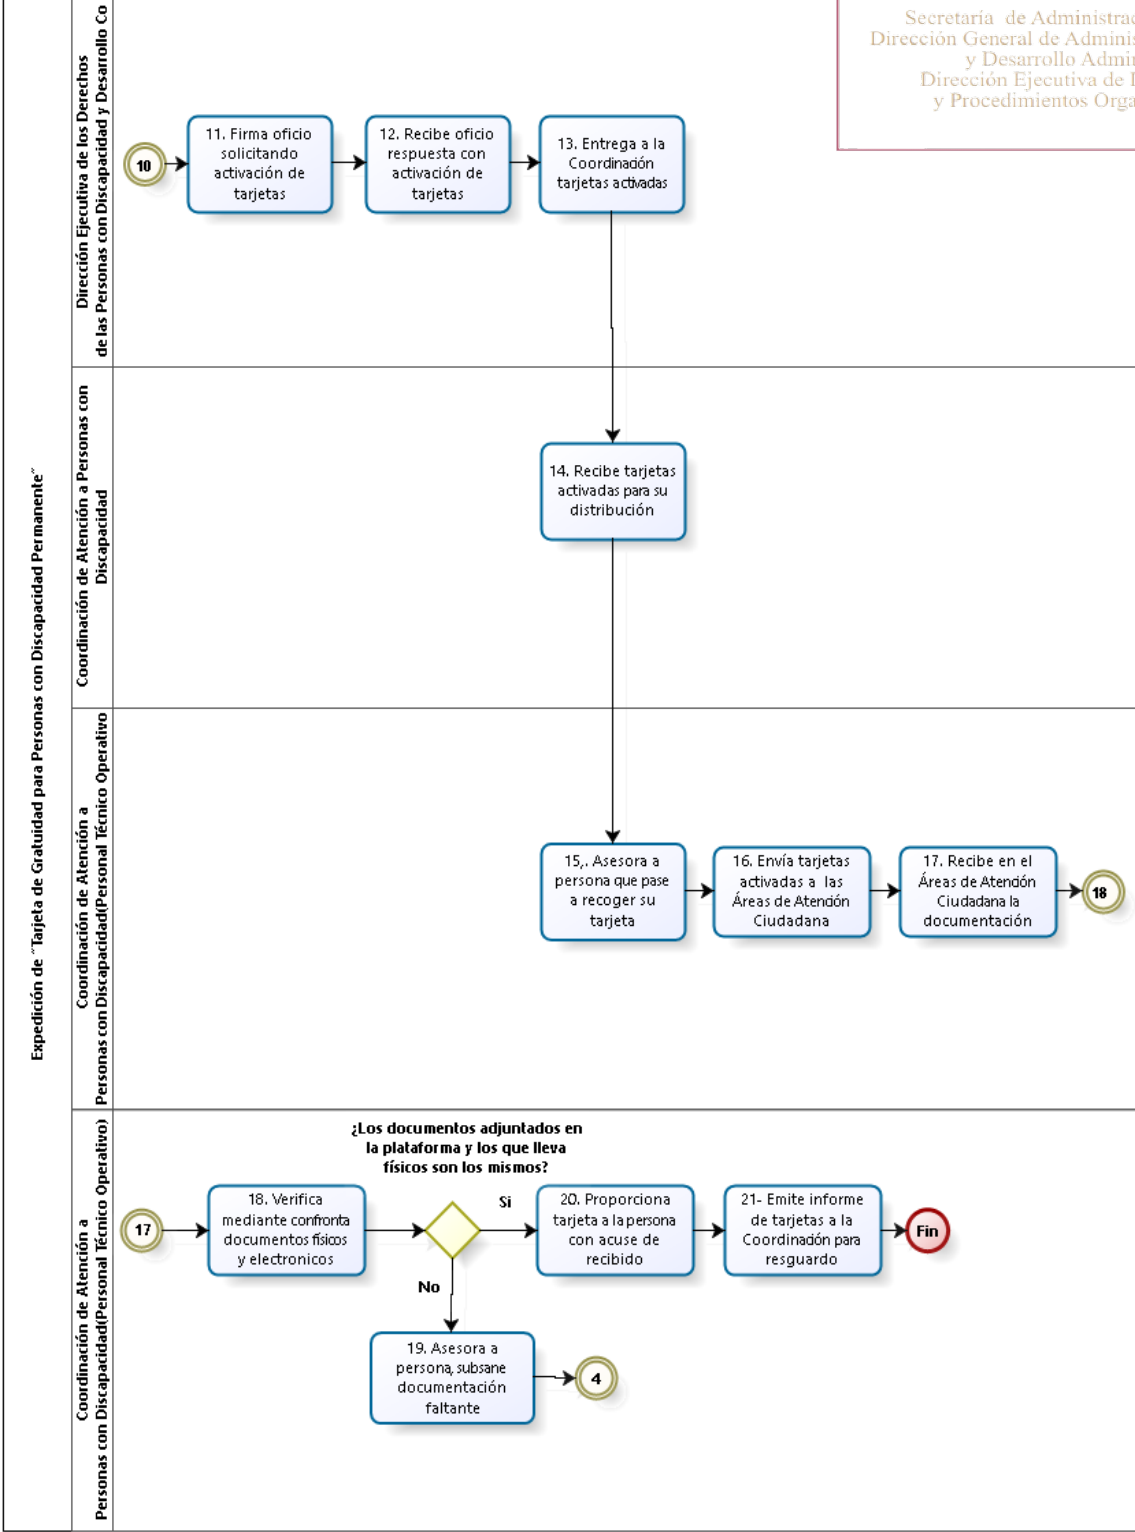 Secretaria de Administrac
Dirección General de Adminis
y Desarrollo Admi
Dirección Ejecutiva de
y Procedimientos Orga
Expedición de "Tarjeta de Gratuidad para Personas con Discapacidad Permanente"
Dirección Ejecutiva de los Derechos
de las Personas con Discapacidad y Desarrollo Co
10
11. Firma oficio
solicitando
activación de
tarjetas
12. Recibe oficio
respuesta con
activación de
tarjetas
13. Entrega a la
Coordinación
tarjetas activadas
Coordinación de Atención a Personas con
Discapacidad
14. Recibe tarjetas
activadas para su
distribución
Coordinación de Atención a
Personas con Discapacidad(Personal Técnico Operativo
15,. Asesora a
persona que pase
a recoger su
tarjeta
16. Envía tarjetas
activadas a las
Áreas de Atención
Ciudadana
17. Recibe en el
Áreas de Atención
Ciudadana la
documentación
18
Coordinación de Atención a
Personas con Discapacidad(Personal Técnico Operativo)
¿Los documentos adjuntados en
la plataforma y los que lleva
físicos son los mismos?
17
18. Verifica
mediante confronta
documentos físicos
y electronicos
Si
20. Proporciona
tarjeta a la persona
con acuse de
recibido
21- Emite informe
de tarjetas a la
Coordinación para
resguardo
Fin
No
19. Asesora a
persona, subsane
documentación
faltante
4